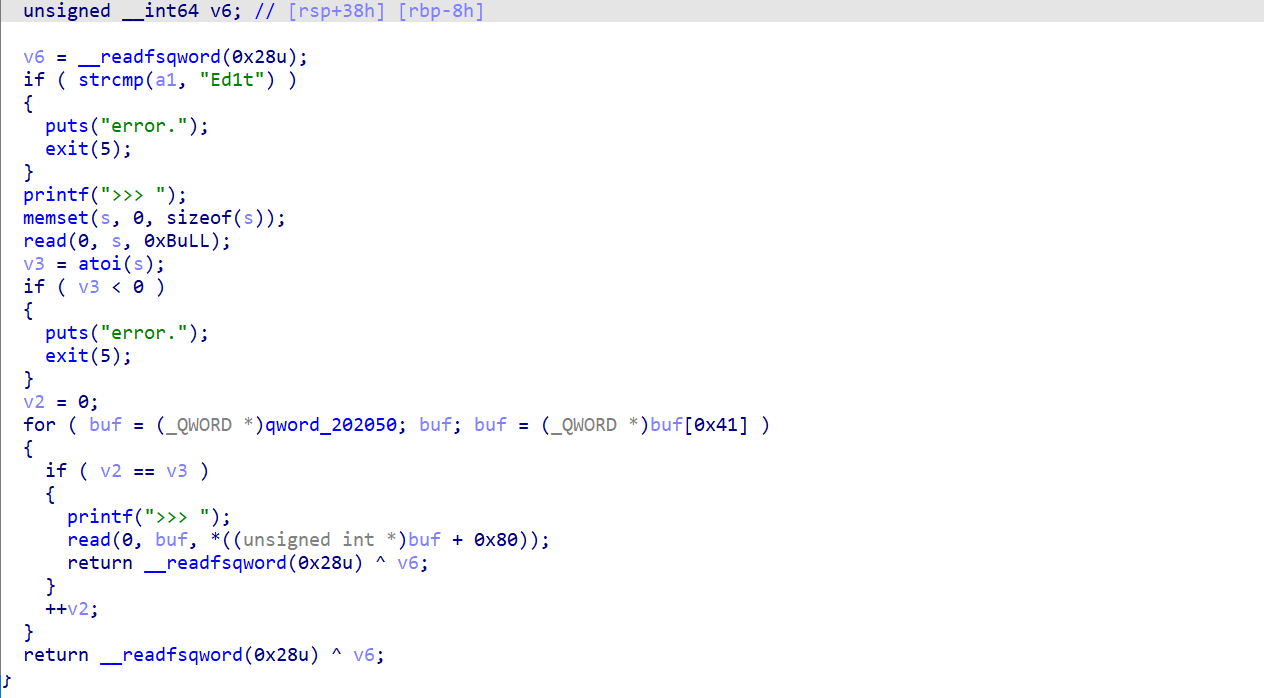 unsigned __int64 v6; // [rsp+38h] [rbp-8h]
v6 = __readfsqword(0x28u);
if ( strcmp(a1, "Ed1t") )
{
puts("error.");
exit(5);
}
printf(">>> ");
memset(s, 0, sizeof(s));
read(0, s, 0xBuLL);
v3 = atoi(s);
if ( v3 < 0 )
{
puts("error.");
exit(5);
}
v2 = 0;
for ( buf = (_QWORD *)qword_202050; buf; buf = (_QWORD *)buf[0x41] )
{
if ( v2 == v3 )
{
printf(">>> ");
read(0, buf, *((unsigned int *)buf + 0x80));
return __readfsqword(0x28u) ^ v6;
}
++v2;
}
return __readfsqword(0x28u) ^ v6;
}